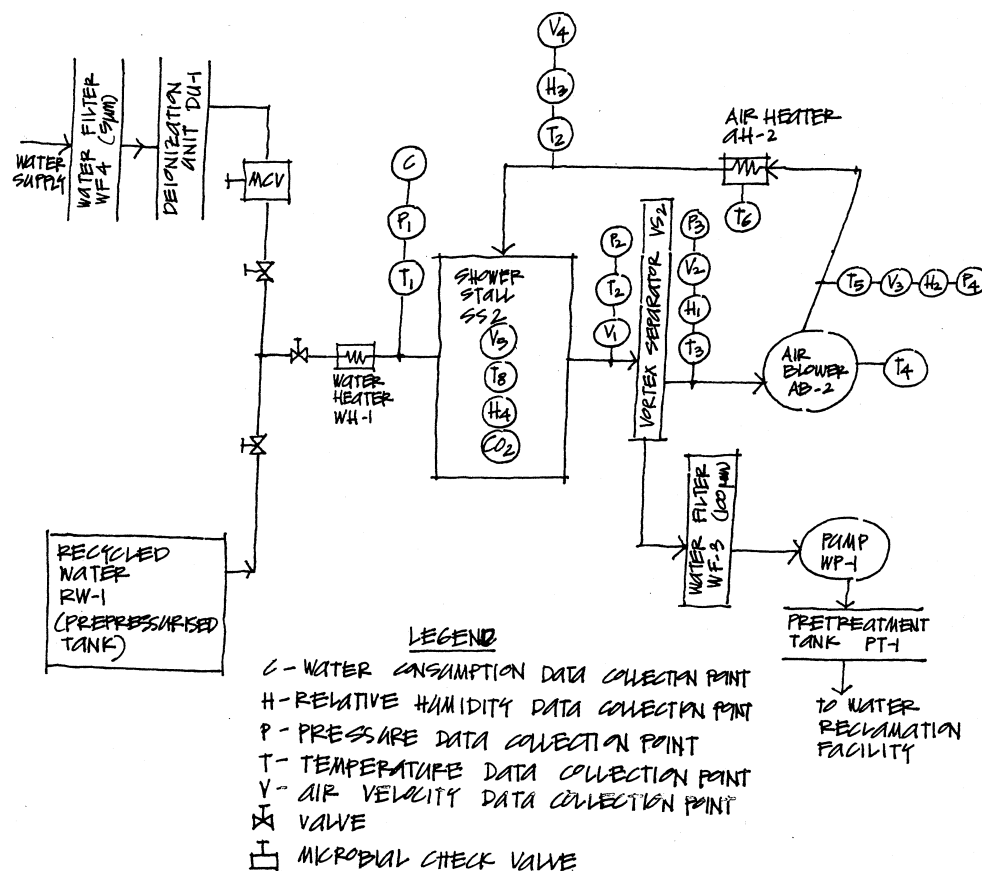 WATER SUPPLY
WATER FILTER
WF4 (5μm)
DEIONIZATION
UNIT DU-1
MCV
C
P1
T1
WATER
HEATER
WH-1
RECYCLED
WATER
RW-1
(PREPRESSURISED
TANK)
V4
H3
T2
AIR HEATER
AH-2
T6
SHOWER
STALL
SS2
V5
T8
H4
CO2
P2
T2
V1
VORTEX SEPARATOR VS2
P3
V2
H1
T3
T5
V3
H2
P4
AIR
BLOWER
AB-2
T4
WATER FILTER
WF-3 (100μm)
PUMP
WP-1
PRETREATMENT
TANK PT-1
to WATER
RECLAMATION
FACILITY
LEGEND
C - WATER CONSUMPTION DATA COLLECTION POINT
H - RELATIVE HUMIDITY DATA COLLECTION POINT
P - PRESSURE DATA COLLECTION POINT
T - TEMPERATURE DATA COLLECTION POINT
V - AIR VELOCITY DATA COLLECTION POINT
VALVE
MICROBIAL CHECK VALVE